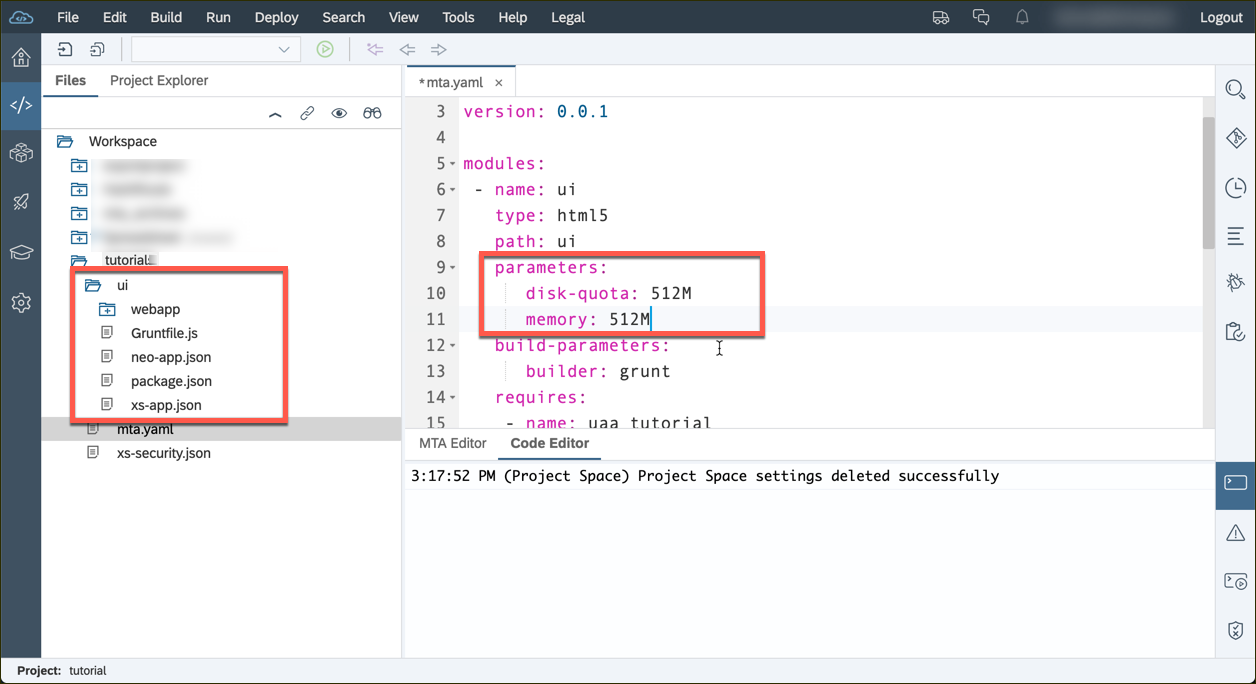 File Edit Build Run Deploy Search View Tools Help Legal Logout
Files Project Explorer
Workspace
tutorial
ui
webapp
Gruntfile.js
neo-app.json
package.json
xs-app.json
mta.yaml
xs-security.json
*mta.yaml ×
3 version: 0.0.1
4
5 modules:
6 - name: ui
7 type: html5
8 path: ui
9 parameters:
10 disk-quota: 512M
11 memory: 512M
12 build-parameters:
13 builder: grunt
14 requires:
15 - name: uaa_tutorial
MTA Editor Code Editor
3:17:52 PM (Project Space) Project Space settings deleted successfully
Project: tutorial